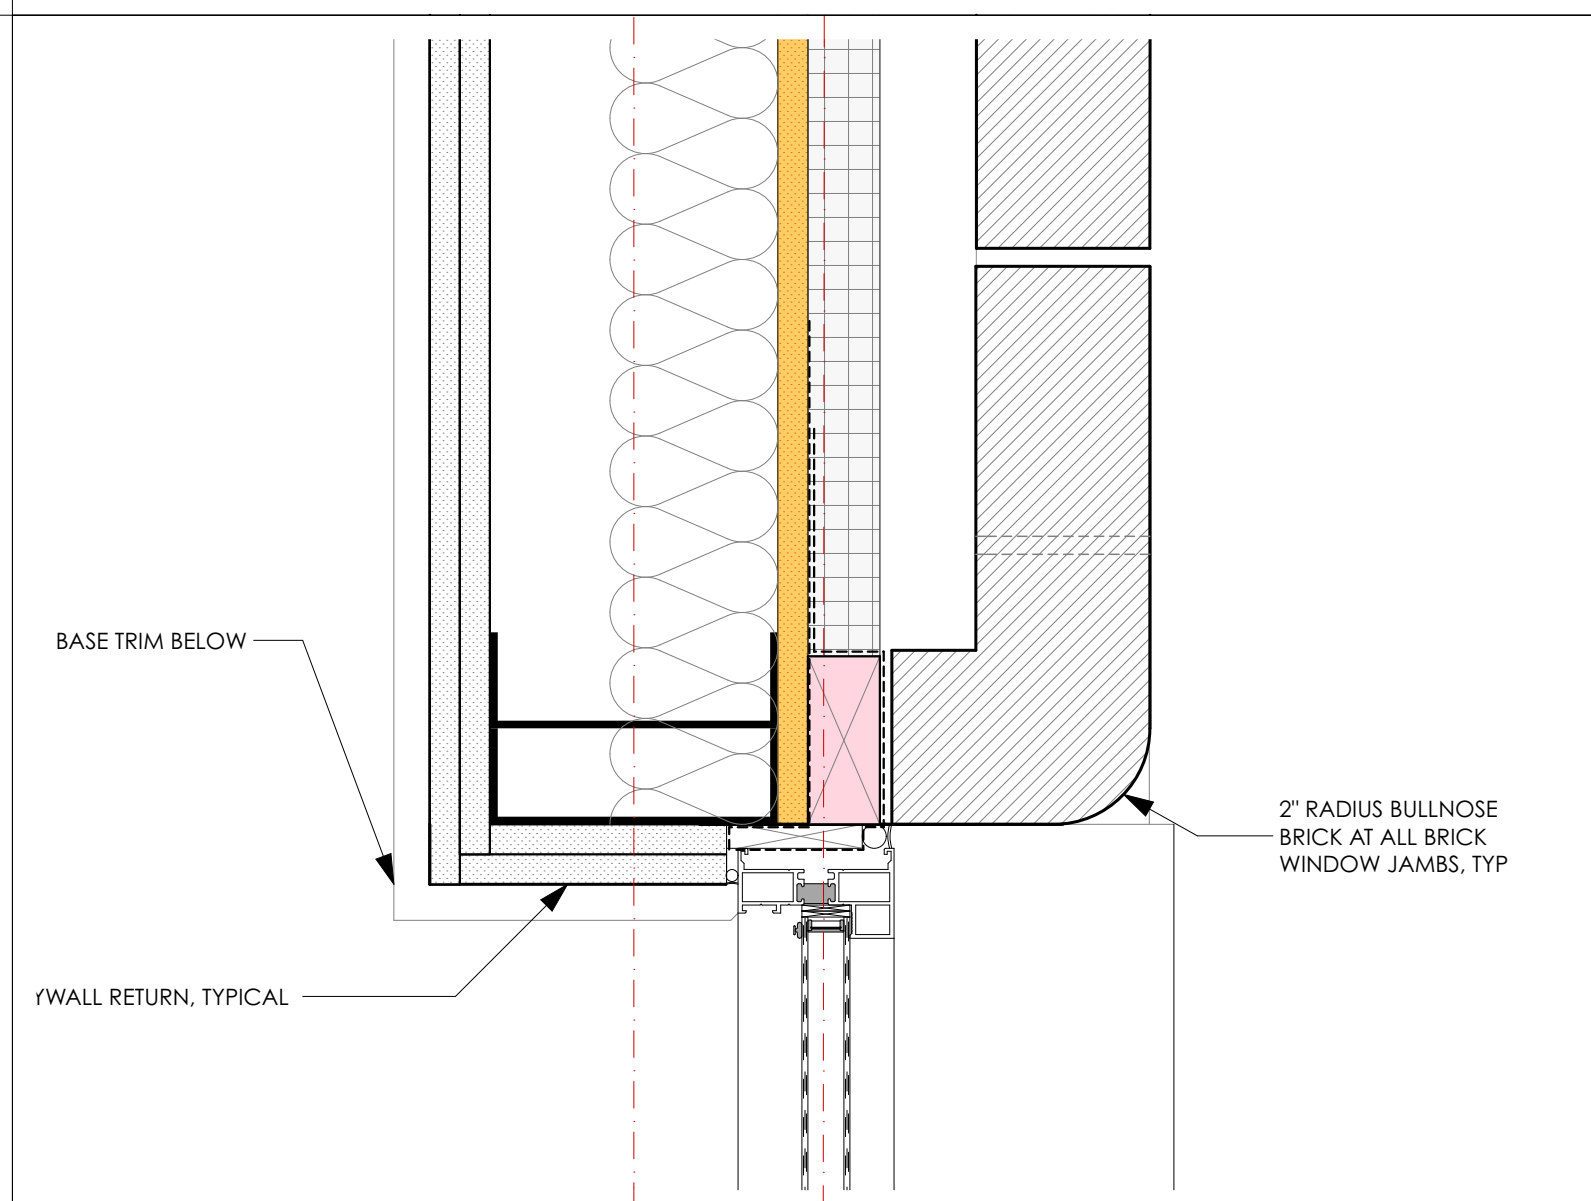 BASE TRIM BELOW
YWALL RETURN, TYPICAL
2" RADIUS BULLNOSE
BRICK AT ALL BRICK
WINDOW JAMBS, TYP